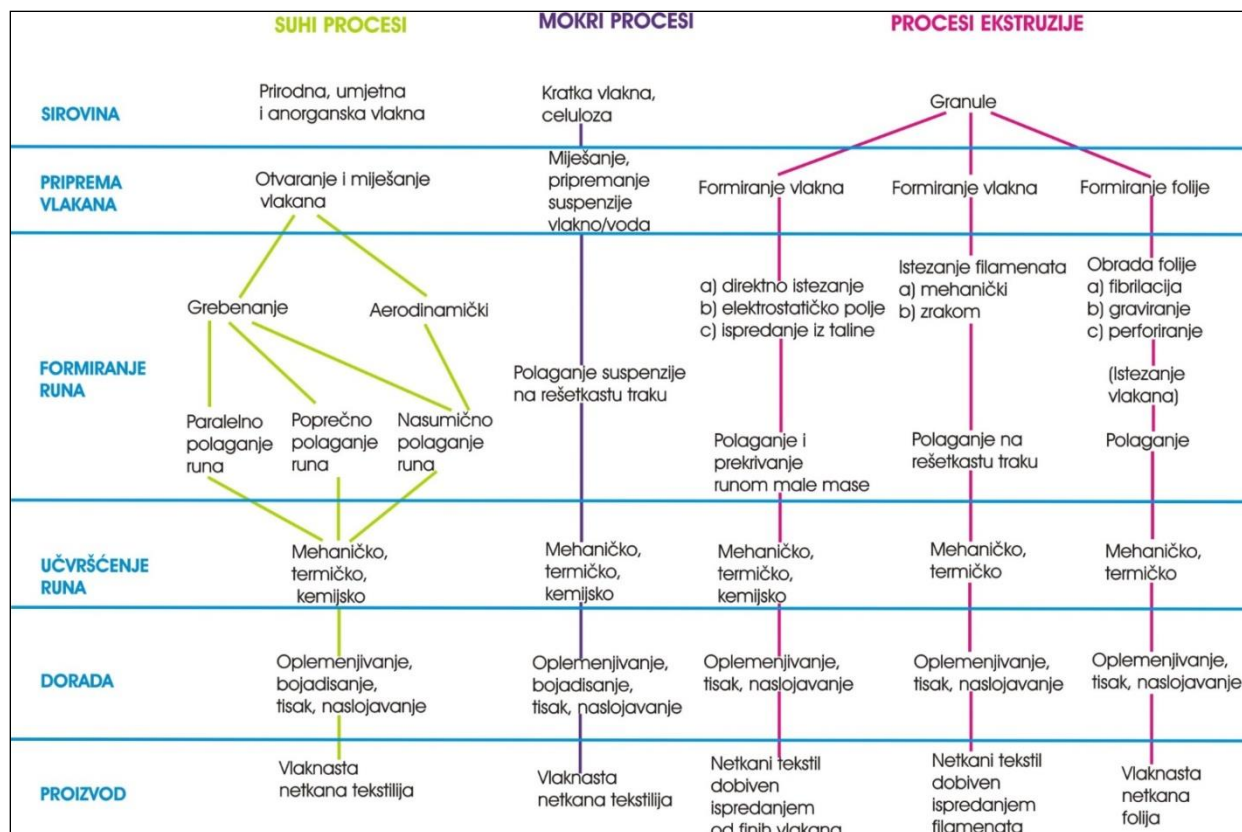 SUHI PROCESI
MOKRI PROCESI
PROCESI EKSTRUZIJE
SIROVINA
Prirodna, umjetna
i anorganska vlakna
Kratka vlakna,
celuloza
Granule
PRIPREMA
VLAKANA
Otvaranje i miješanje
vlakana
Miješanje,
pripremanje
suspenzije
vlakno/voda
Formiranje vlakna
Formiranje vlakna
Formiranje folije
FORMIRANJE
RUNA
Grebenanje
Aerodinamički
Paralelno
polaganje
runa
Poprečno
polaganje
runa
Nasumično
polaganje
runa
Polaganje suspenzije
na rešetkastu traku
a) direktno istezanje
b) elektrostatičko polje
c) ispredanje iz taline
Polaganje i
prekrivanje
runom male mase
Istezanje filamenata
a) mehanički
b) zrakom
Polaganje na
rešetkastu traku
Obrada folije
a) fibrilacija
b) graviranje
c) perforiranje
(Istezanje
vlakana)
Polaganje
UČVRŠĆENJE
RUNA
Mehaničko,
termičko,
kemijsko
Mehaničko,
termičko,
kemijsko
Mehaničko,
termičko,
kemijsko
Mehaničko,
termičko
Mehaničko,
termičko
DORADA
Oplemenjivanje,
bojadisanje,
tisak, naslojavanje
Oplemenjivanje,
bojadisanje,
tisak, naslojavanje
Oplemenjivanje,
tisak, naslojavanje
Oplemenjivanje,
tisak, naslojavanje
Oplemenjivanje,
tisak, naslojavanje
PROIZVOD
Vlaknasta
netkana tekstilija
Vlaknasta
netkana tekstilija
Netkani tekstil
dobiven
ispredanjem
od finih vlakana
Netkani tekstil
dobiven
ispredanjem
filamenata
Vlaknasta
netkana
folija